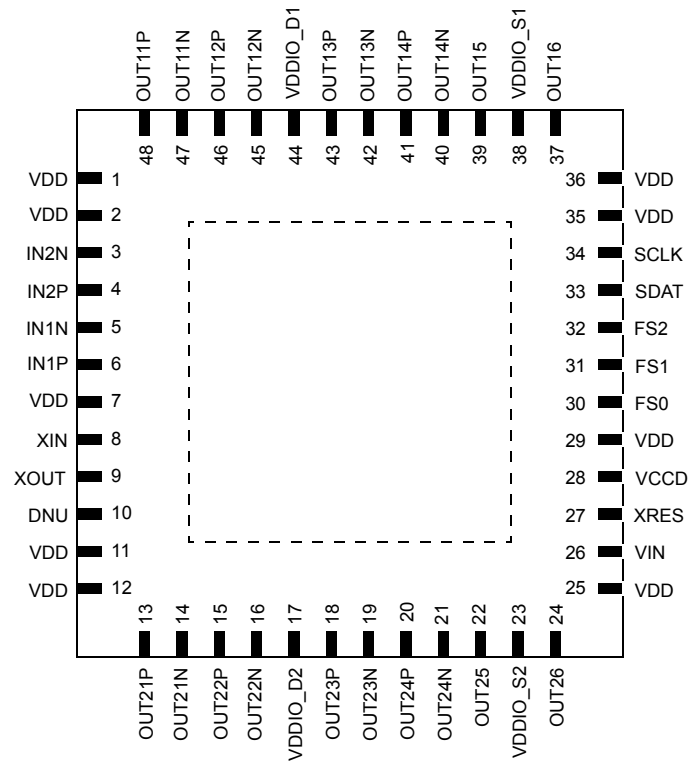 OUT11P OUT11N OUT12P OUT12N VDDIO_D1 OUT13P OUT13N OUT14P OUT14N OUT15 VDDIO_S1 OUT16
48 47 46 45 44 43 42 41 40 39 38 37
VDD 1 36 VDD
VDD 2 35 VDD
IN2N 3 34 SCLK
IN2P 4 33 SDAT
IN1N 5 32 FS2
IN1P 6 31 FS1
VDD 7 30 FS0
XIN 8 29 VDD
XOUT 9 28 VCCD
DNU 10 27 XRES
VDD 11 26 VIN
VDD 12 25 VDD
13 14 15 16 17 18 19 20 21 22 23 24
OUT21P OUT21N OUT22P OUT22N VDDIO_D2 OUT23P OUT23N OUT24P OUT24N OUT25 VDDIO_S2 OUT26